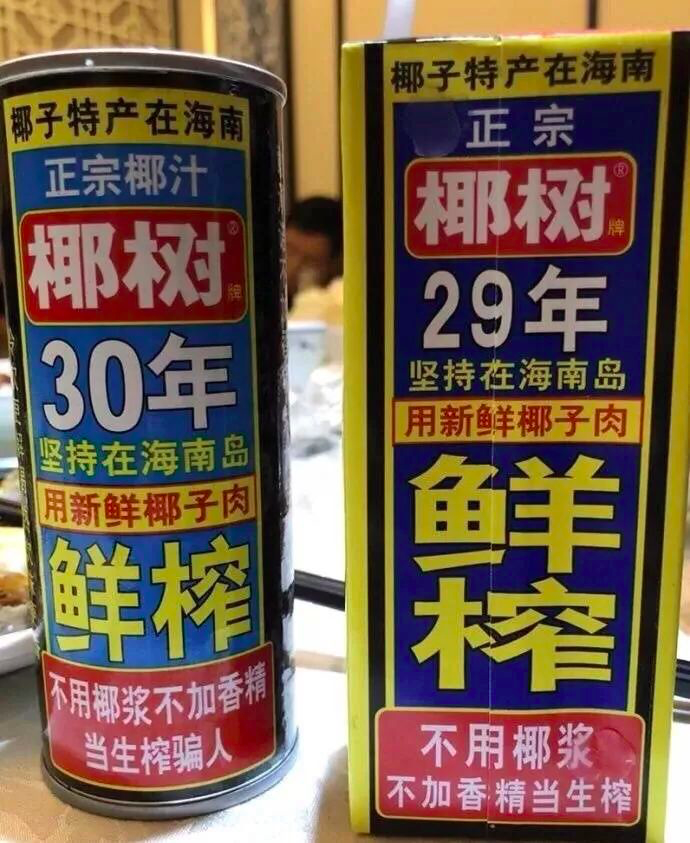 椰子特产在海南
正宗椰汁
椰树®牌
30年
坚持在海南岛
用新鲜椰子肉
鲜榨
不用椰浆不加香精
当生榨骗人
椰子特产在海南
正宗
椰树®牌
29年
坚持在海南岛
用新鲜椰子肉
鲜
榨
不用椰浆
不加香精当生榨